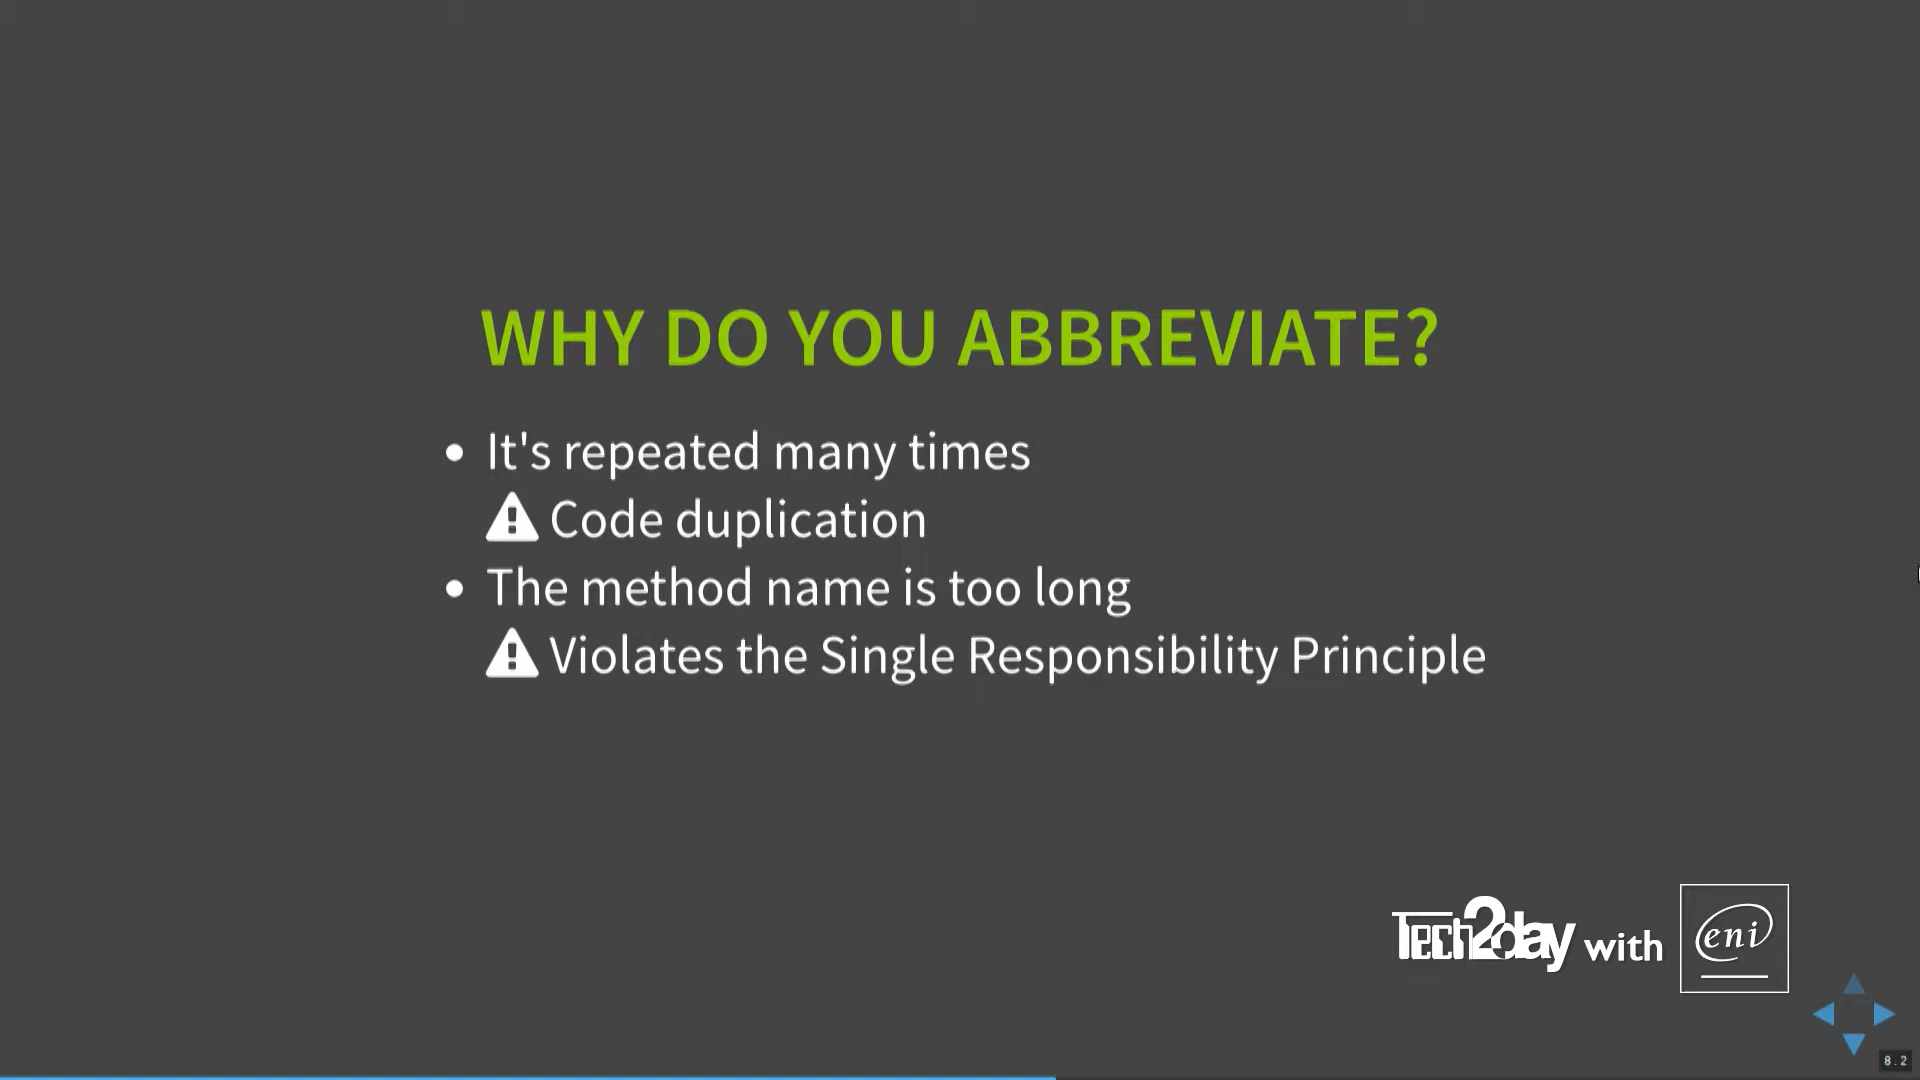 WHY DO YOU ABBREVIATE?
• It's repeated many times
Code duplication
• The method name is too long
Violates the Single Responsibility Principle
Tech2day with eni
8.2